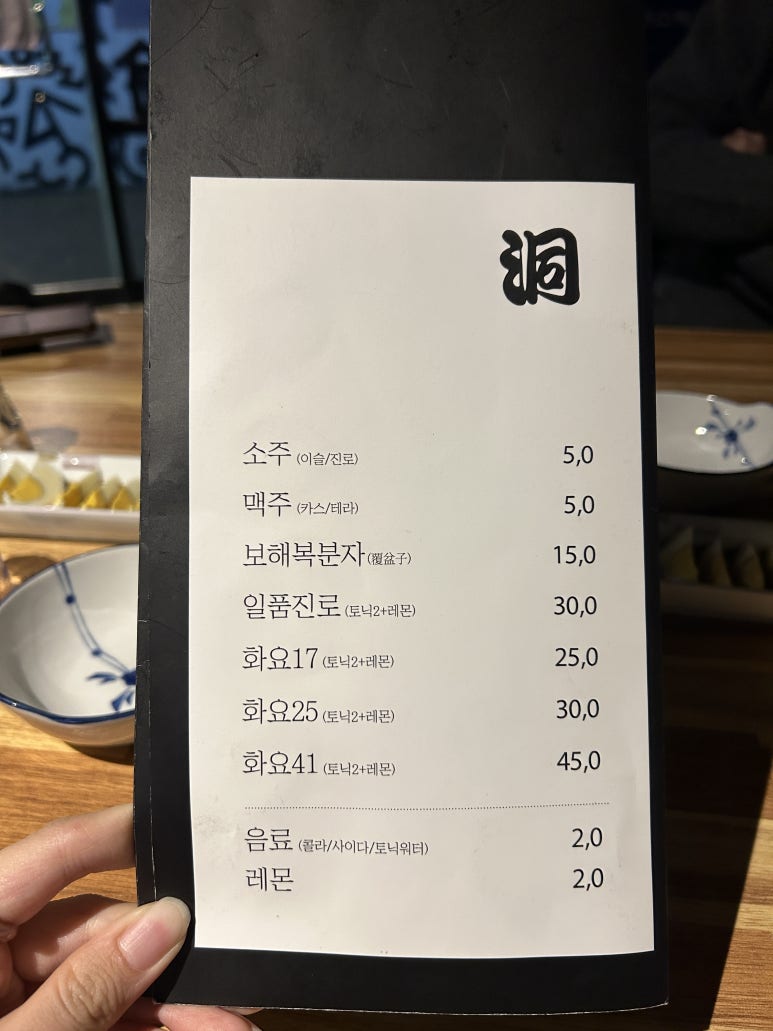 洞
소주 (이슬/진로) 5,0
맥주 (카스/테라) 5,0
보해복분자(覆盆子) 15,0
일품진로 (토닉2+레몬) 30,0
화요17 (토닉2+레몬) 25,0
화요25 (토닉2+레몬) 30,0
화요41 (토닉2+레몬) 45,0
음료 (콜라/사이다/토닉워터) 2,0
레몬 2,0